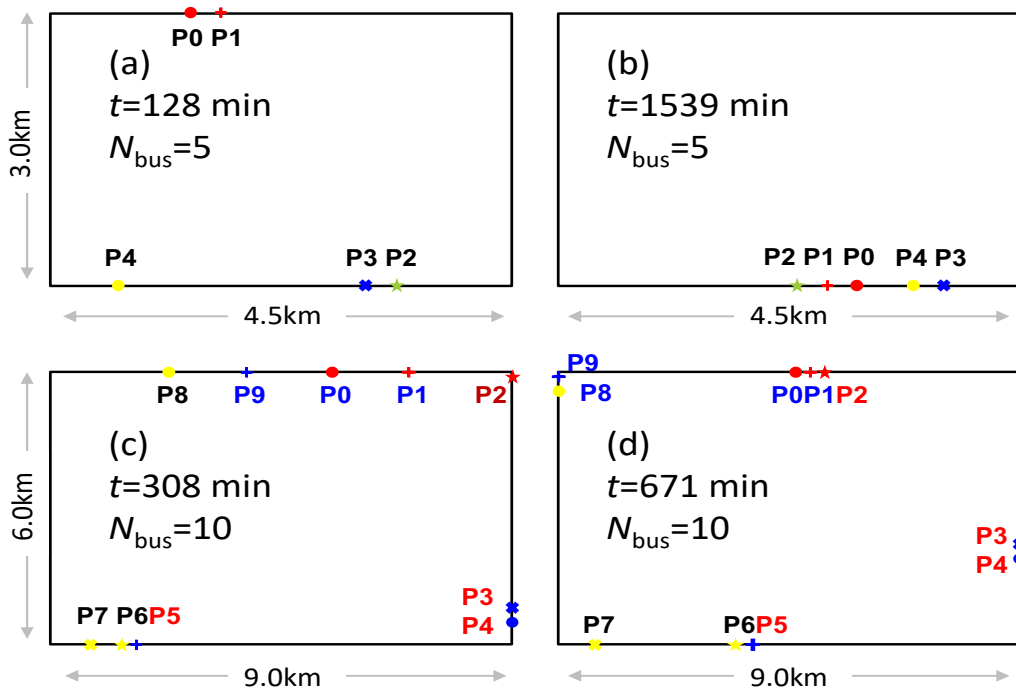 P0 P1
(a)
t=128 min
N_bus=5
P4 P3 P2
3.0km
4.5km
(b)
t=1539 min
N_bus=5
P2 P1 P0 P4 P3
4.5km
P8 P9 P0 P1 P2
(c)
t=308 min
N_bus=10
P3
P4
P7 P6P5
6.0km
9.0km
P9
P8
P0P1P2
(d)
t=671 min
N_bus=10
P3
P4
P7 P6P5
9.0km